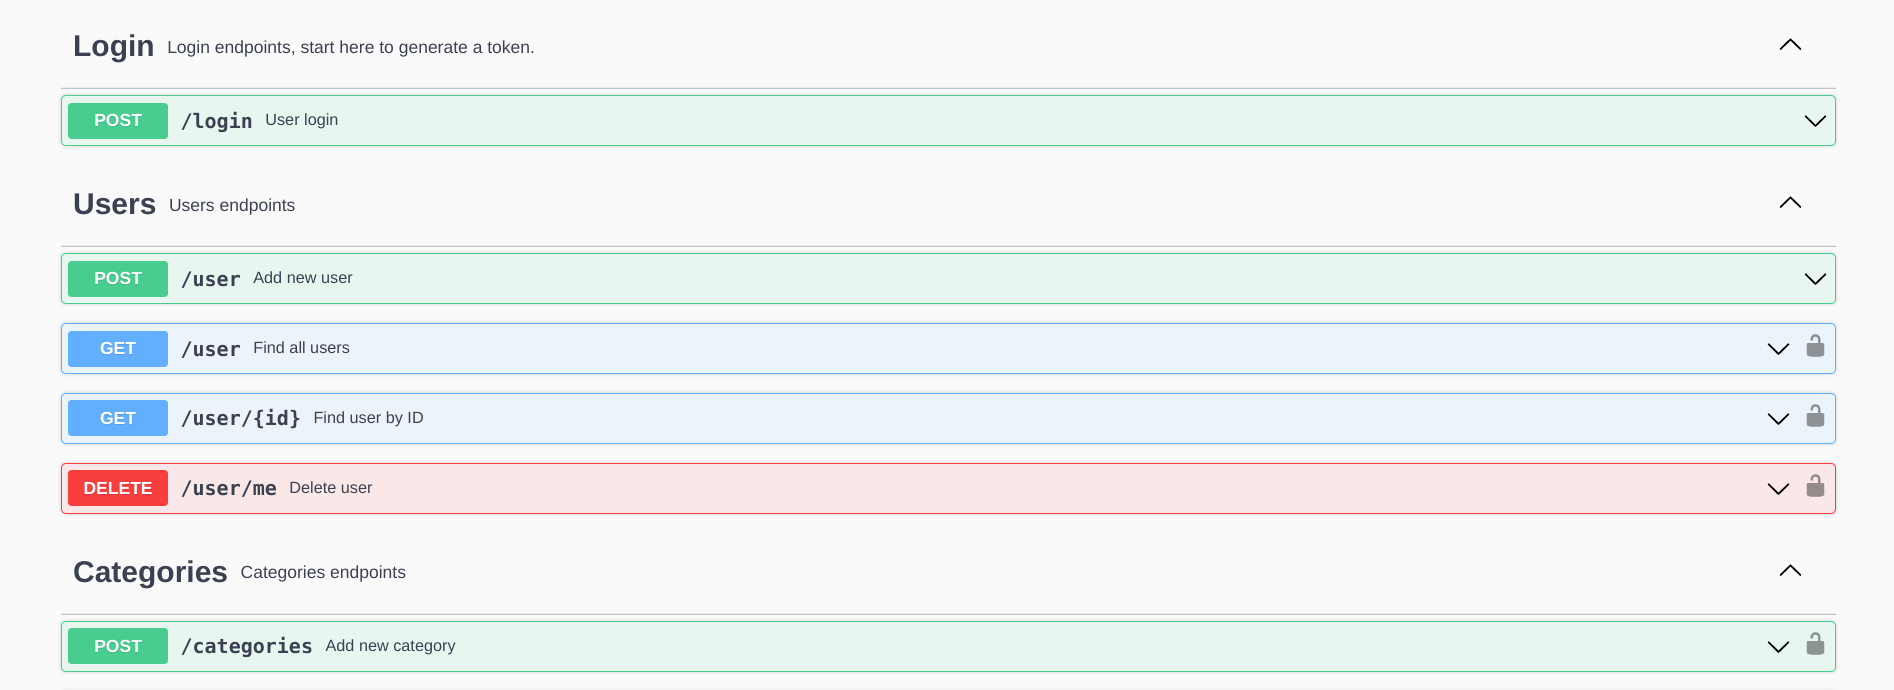 Login Login endpoints, start here to generate a token.
POST /login User login
Users Users endpoints
POST /user Add new user
GET /user Find all users
GET /user/{id} Find user by ID
DELETE /user/me Delete user
Categories Categories endpoints
POST /categories Add new category